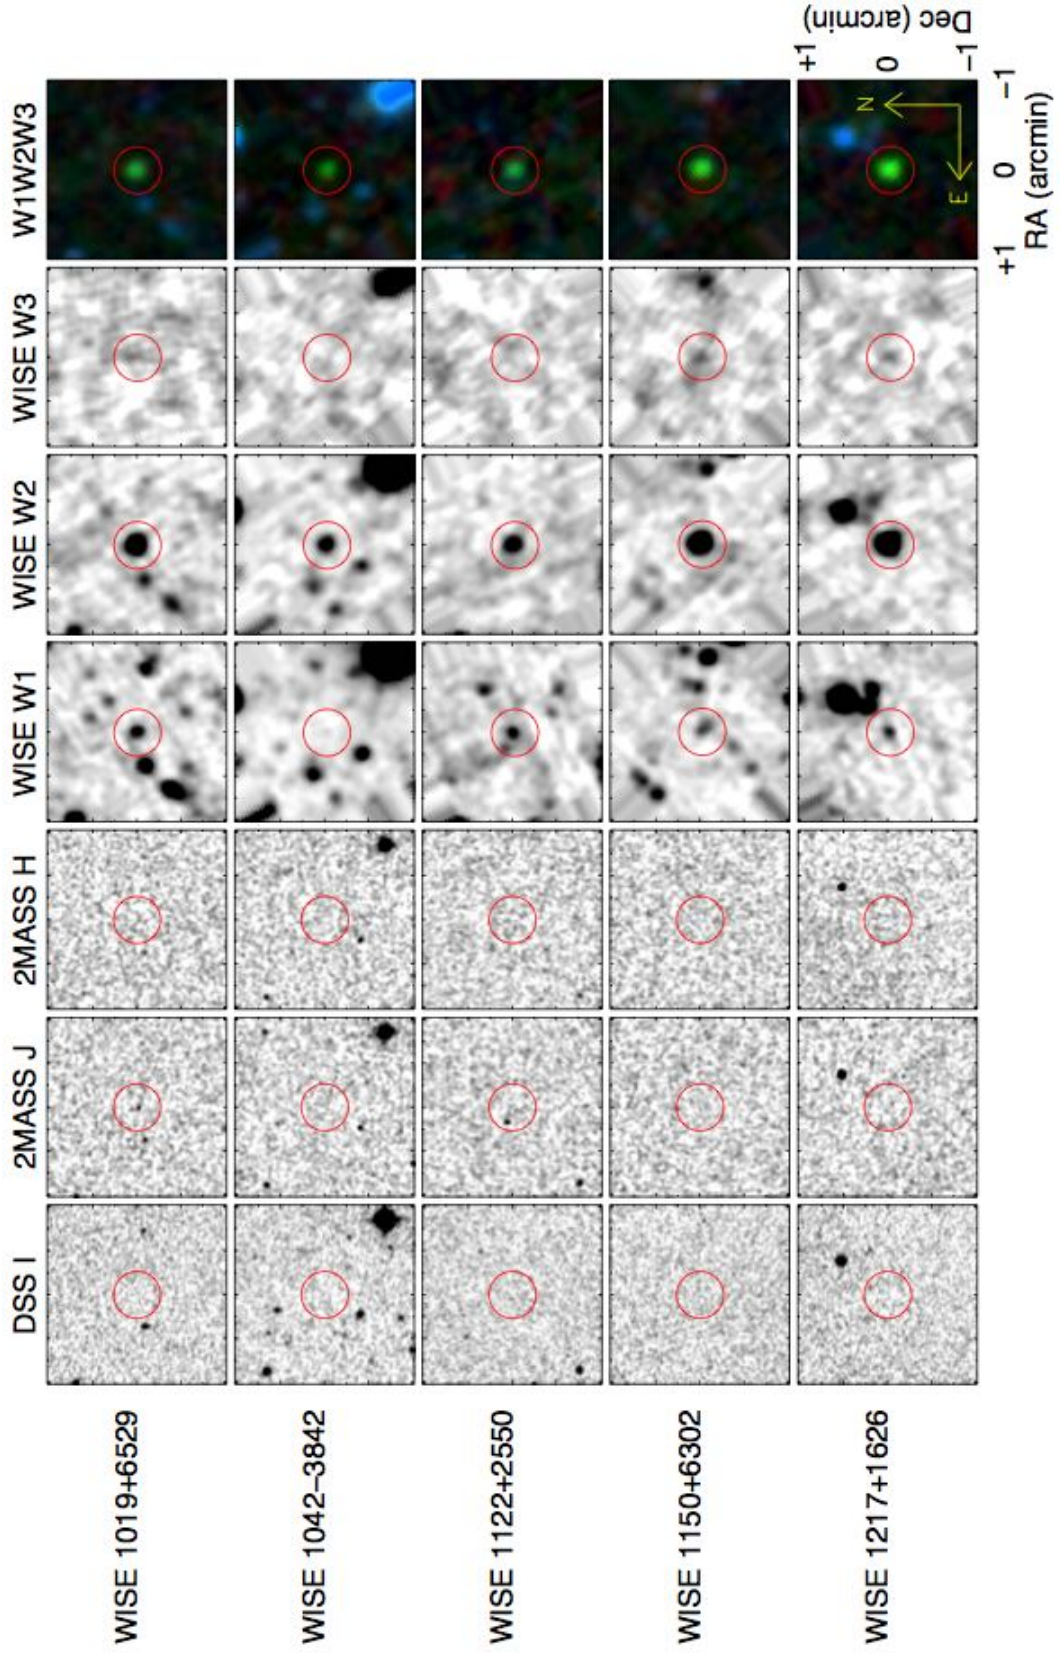 DSS I
2MASS J
2MASS H
WISE W1
WISE W2
WISE W3
W1W2W3
WISE 1019+6529
WISE 1042−3842
WISE 1122+2550
WISE 1150+6302
WISE 1217+1626
N
E
+1
0
−1
Dec (arcmin)
+1 0 −1
RA (arcmin)